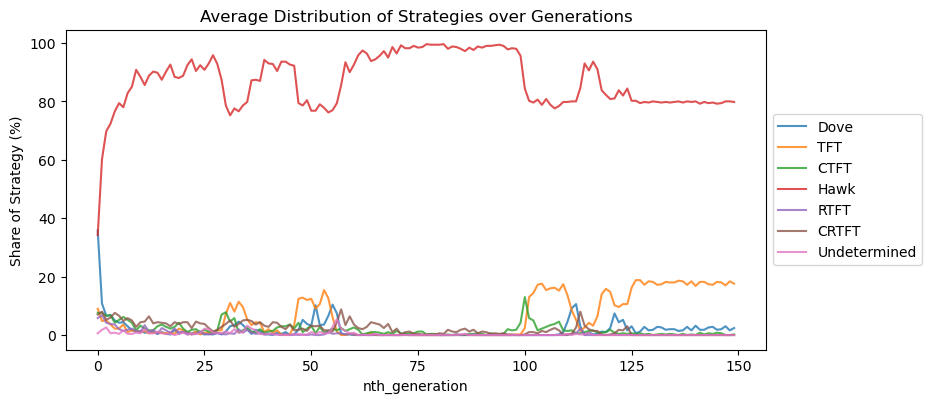 Average Distribution of Strategies over Generations
Share of Strategy (%)
100
80
60
40
20
0
0 25 50 75 100 125 150
nth_generation
Dove
TFT
CTFT
Hawk
RTFT
CRTFT
Undetermined